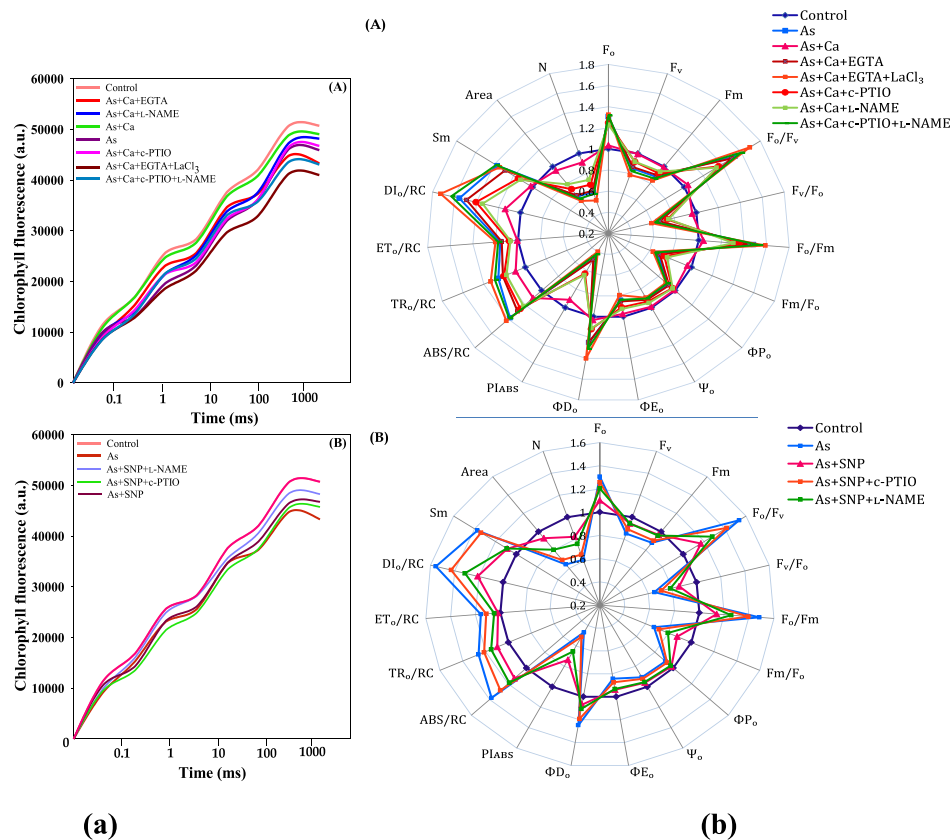 (A)
Chlorophyll fluorescence (a.u.)
60000
50000
40000
30000
20000
10000
0
Control
As+Ca+EGTA
As+Ca+L-NAME
As+Ca
As
As+Ca+c-PTIO
As+Ca+EGTA+LaCl₃
As+Ca+c-PTIO+L-NAME
0.1
1
10
100
1000
Time (ms)
(B)
Chlorophyll fluorescence (a.u.)
60000
50000
40000
30000
20000
10000
0
Control
As
As+SNP+L-NAME
As+SNP+c-PTIO
As+SNP
0.1
1
10
100
1000
Time (ms)
(a)
(A)
Control
As
As+Ca
As+Ca+EGTA
As+Ca+EGTA+LaCl₃
As+Ca+c-PTIO
As+Ca+L-NAME
As+Ca+c-PTIO+L-NAME
1.8
1.6
1.4
1.2
1
0.8
0.6
0.4
0.2
Fₒ
Fᵥ
Fm
Fₒ/Fᵥ
Fᵥ/Fₒ
Fₒ/Fm
Fm/Fₒ
ΦPₒ
Ψₒ
ΦEₒ
ΦDₒ
PIABS
ABS/RC
TRₒ/RC
ETₒ/RC
DIₒ/RC
Sm
Area
N
(B)
Control
As
As+SNP
As+SNP+c-PTIO
As+SNP+L-NAME
1.6
1.4
1.2
1
0.8
0.6
0.4
0.2
Fₒ
Fᵥ
Fm
Fₒ/Fᵥ
Fᵥ/Fₒ
Fₒ/Fm
Fm/Fₒ
ΦPₒ
Ψₒ
ΦEₒ
ΦDₒ
PIABS
ABS/RC
TRₒ/RC
ETₒ/RC
DIₒ/RC
Sm
Area
N
(b)